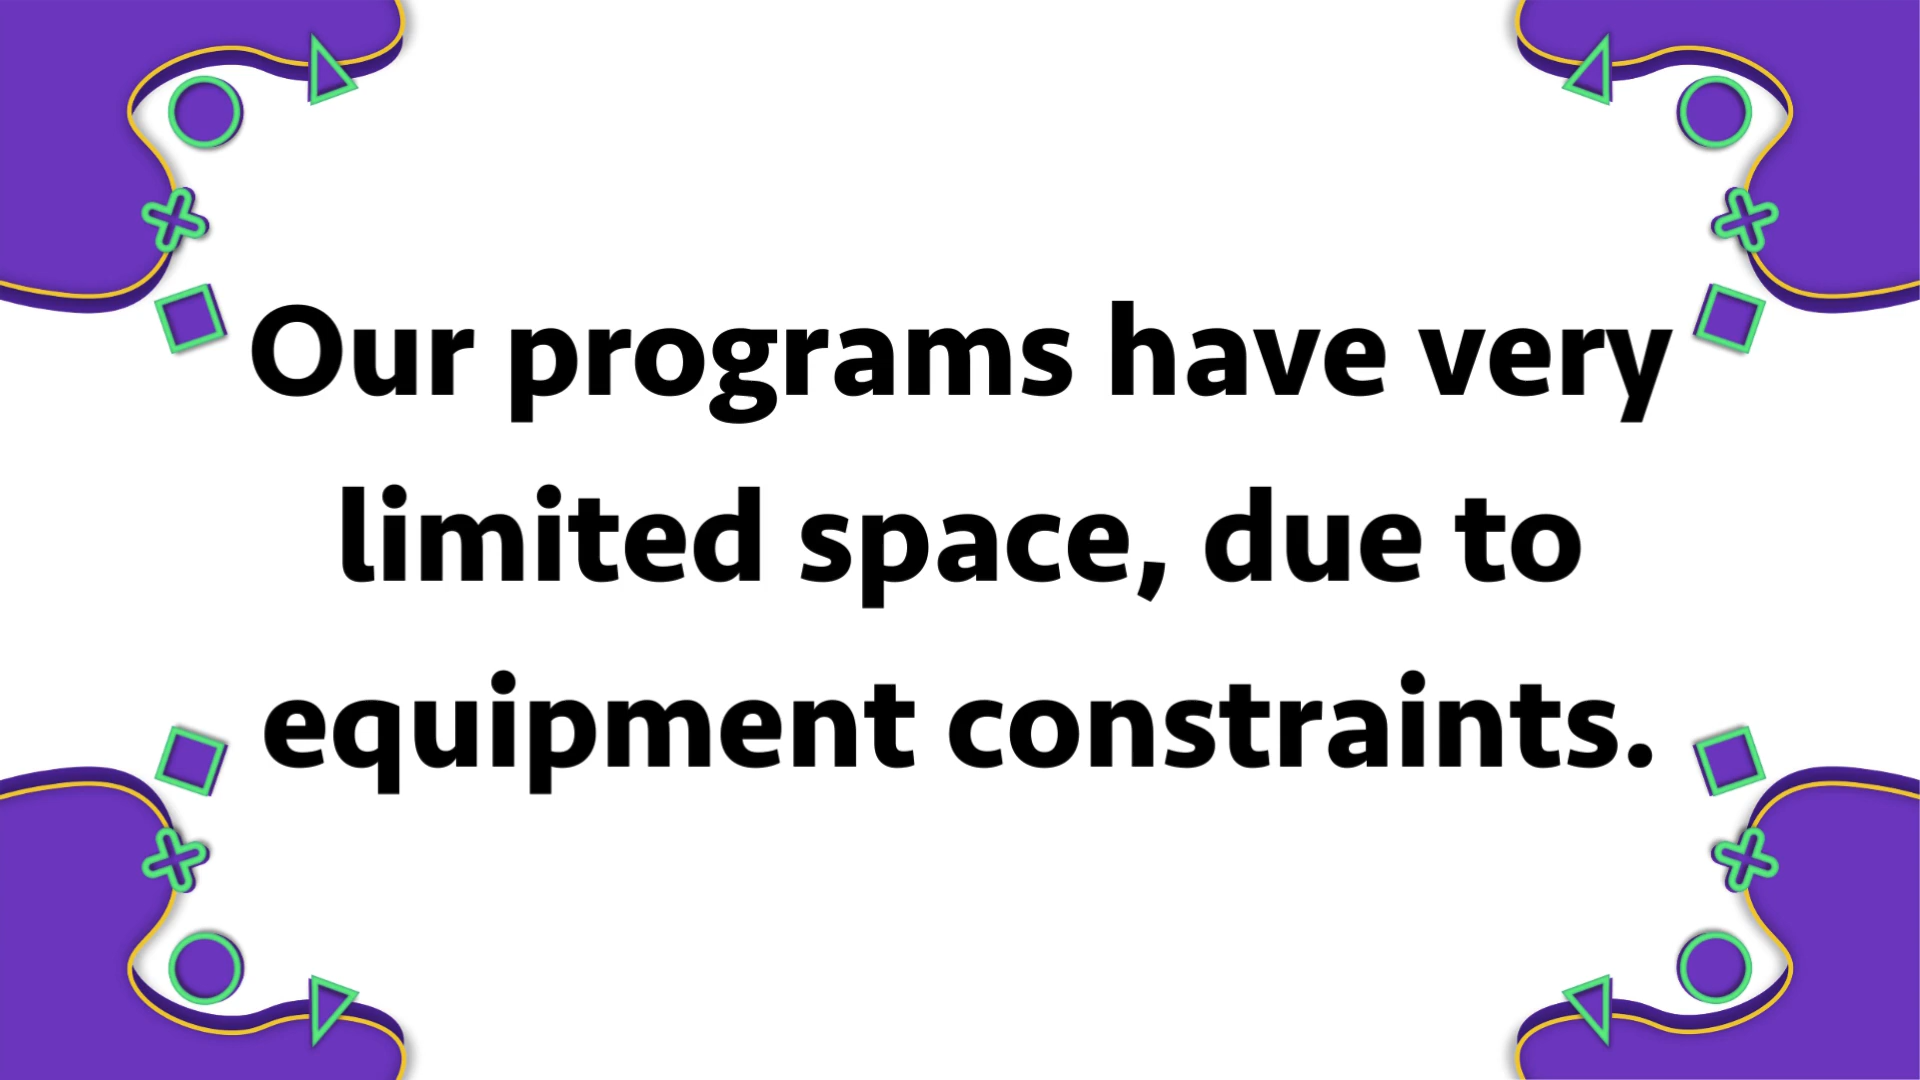 Our programs have very
limited space, due to
equipment constraints.